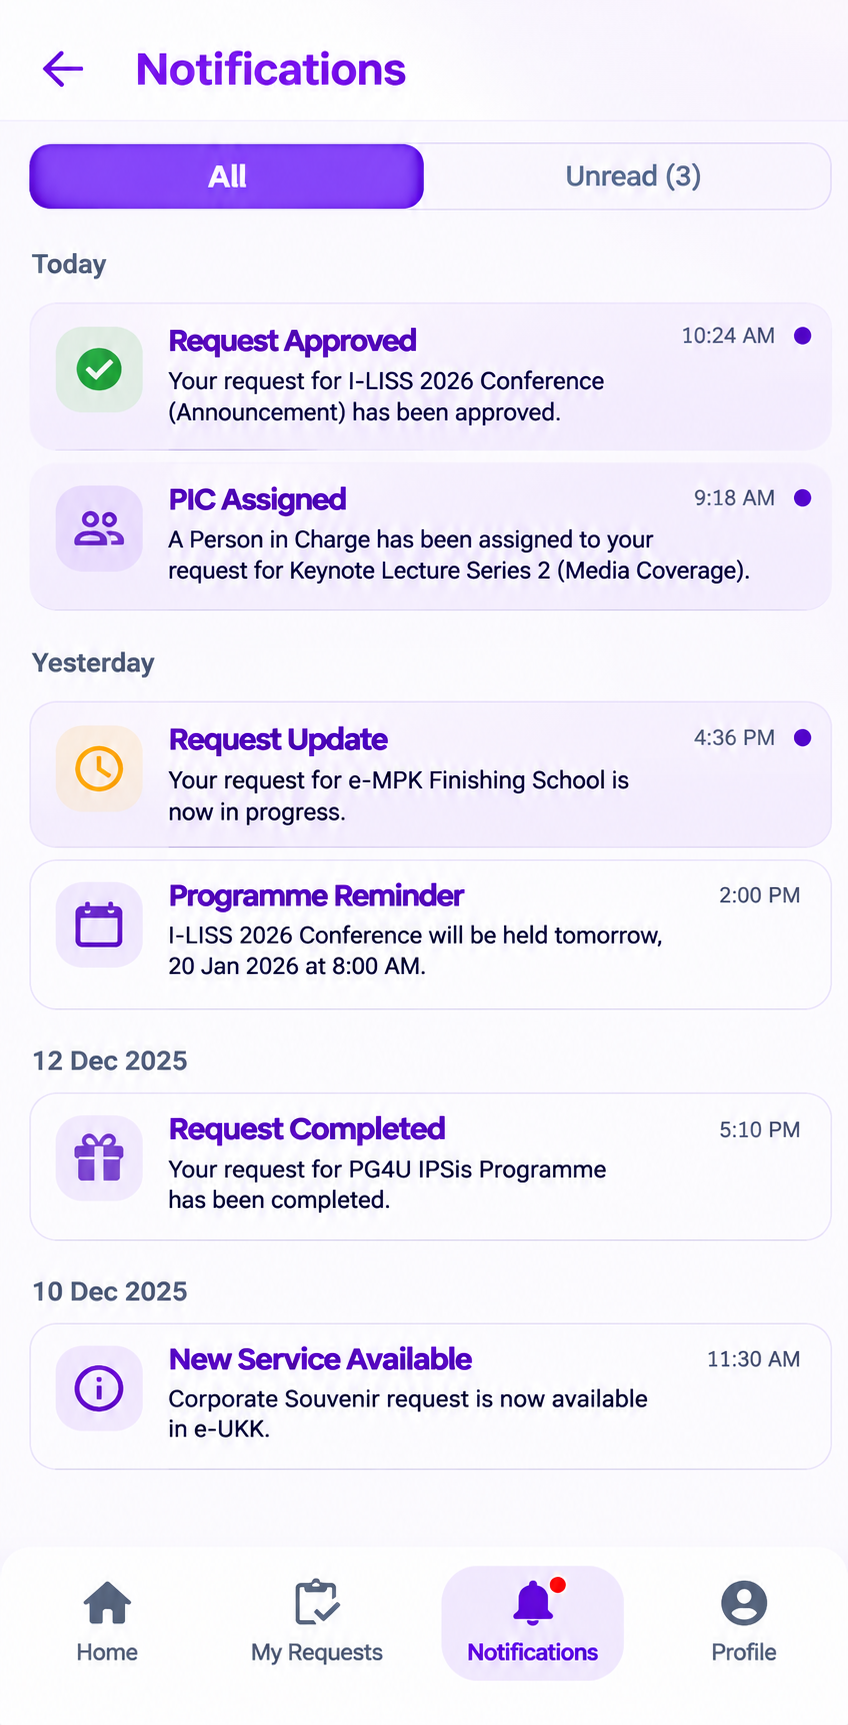 Notifications
All
Unread (3)
Today
Request Approved
10:24 AM
Your request for I-LISS 2026 Conference
(Announcement) has been approved.
PIC Assigned
9:18 AM
A Person in Charge has been assigned to your
request for Keynote Lecture Series 2 (Media Coverage).
Yesterday
Request Update
4:36 PM
Your request for e-MPK Finishing School is
now in progress.
Programme Reminder
2:00 PM
I-LISS 2026 Conference will be held tomorrow,
20 Jan 2026 at 8:00 AM.
12 Dec 2025
Request Completed
5:10 PM
Your request for PG4U IPSis Programme
has been completed.
10 Dec 2025
New Service Available
11:30 AM
Corporate Souvenir request is now available
in e-UKK.
Home
My Requests
Notifications
Profile